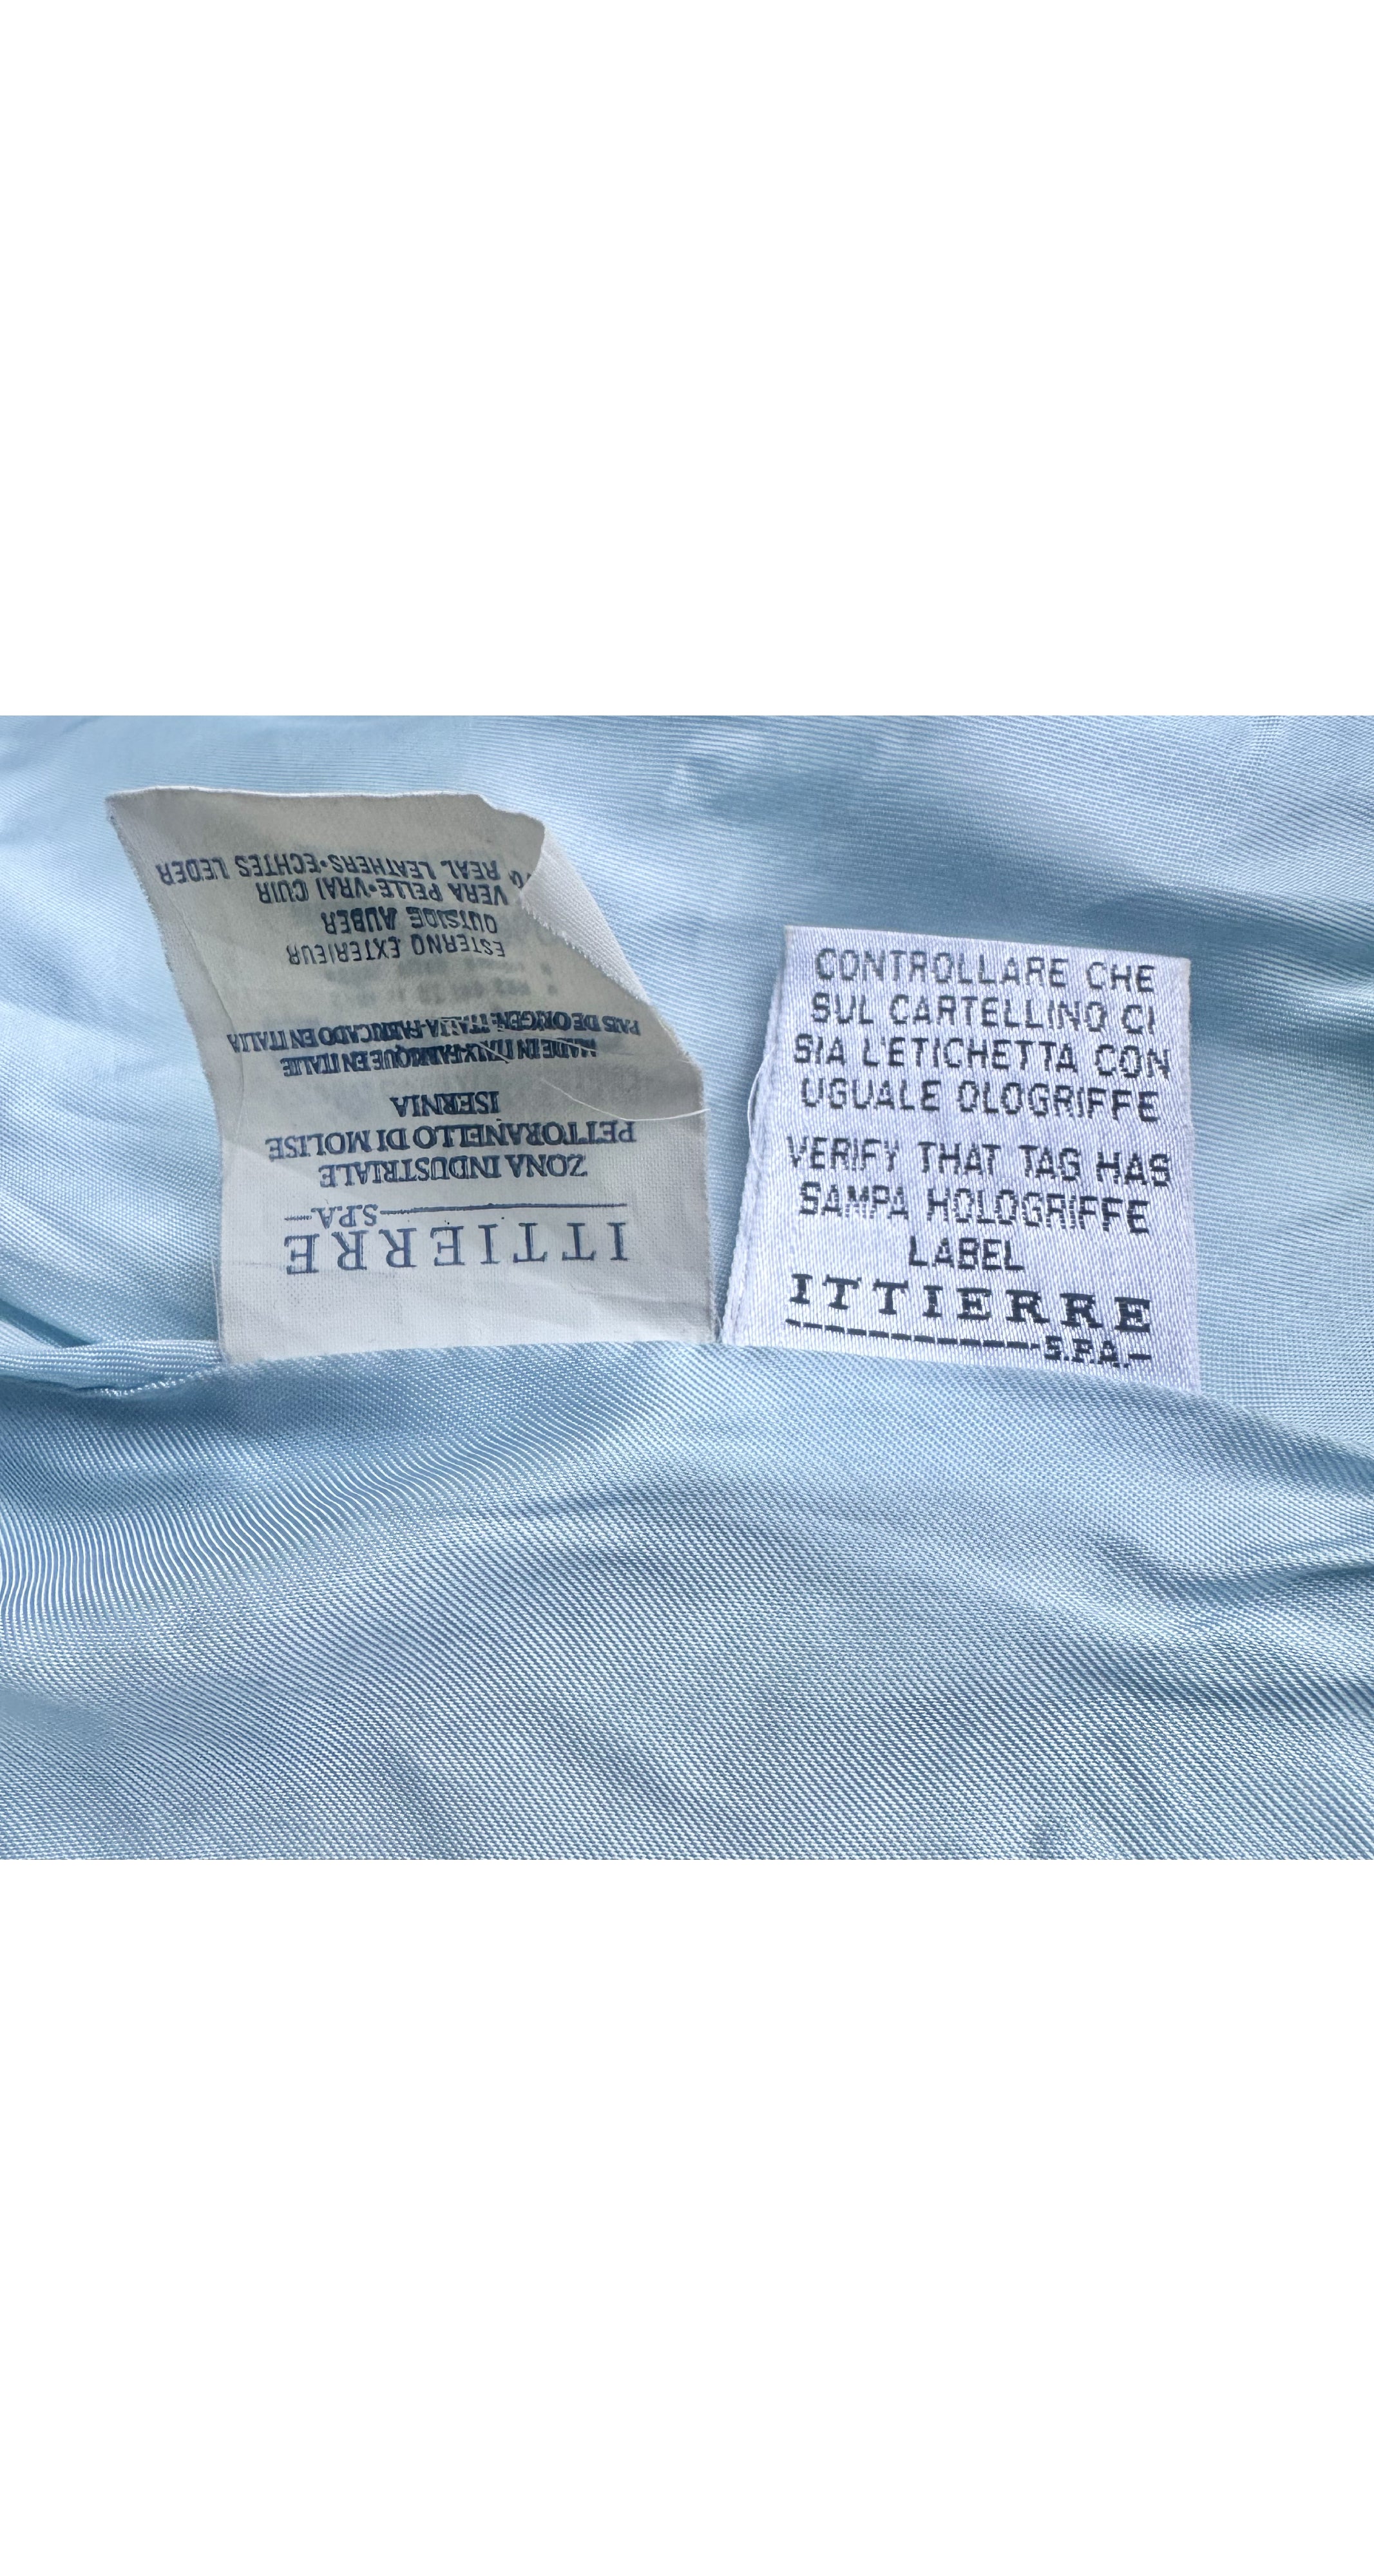 ITTIERRE
S.P.A.
ZONA INDUSTRIALE
PETTORANELLO DI MOLISE
ISERNIA
MADE IN ITALY-FABRIQUE EN ITALIE
PAIS DE ORIGEN: ITALIA-FABRICADO EN ITALIA
ESTERNO EXTERIEUR
OUTSIDE AUBER
VERA PELLE•VRAI CUIR
REAL LEATHERS•ECHTES LEDER
CONTROLLARE CHE
SUL CARTELLINO CI
SIA L'ETICHETTA CON
UGUALE OLOGRIFFE
VERIFY THAT TAG HAS
SAMPA HOLOGRIFFE
LABEL
ITTIERRE
S.P.A.